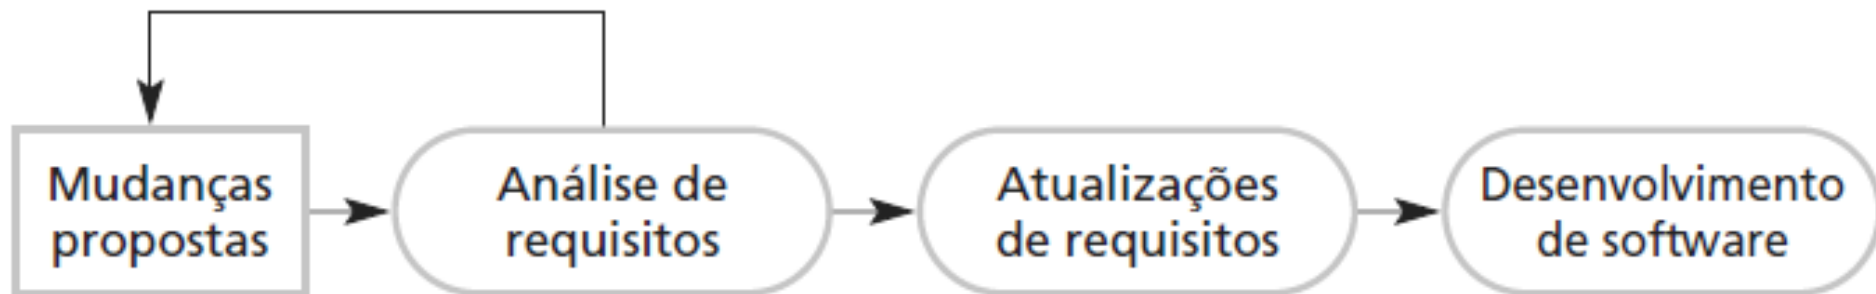 Mudanças
propostas
Análise de
requisitos
Atualizações
de requisitos
Desenvolvimento
de software